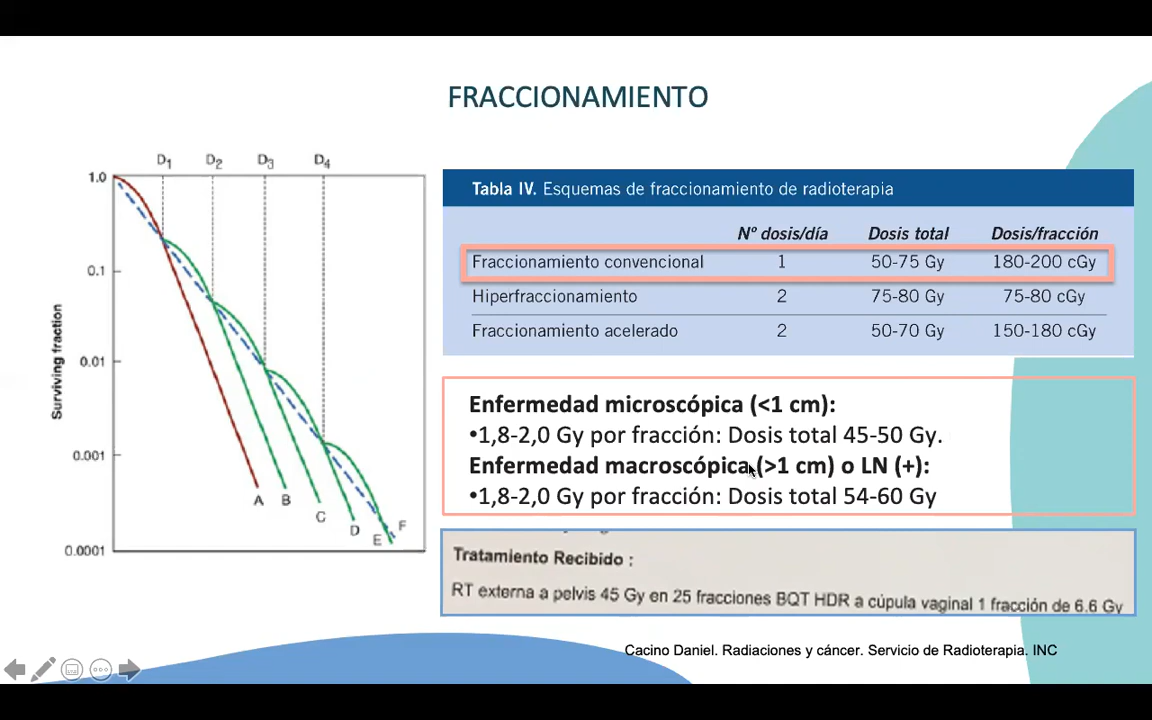 FRACCIONAMIENTO
D1 D2 D3 D4
1.0
0.1
0.01
0.001
0.0001
Surviving fraction
A B C D E F
Tabla IV. Esquemas de fraccionamiento de radioterapia
Nº dosis/día Dosis total Dosis/fracción
Fraccionamiento convencional 1 50-75 Gy 180-200 cGy
Hiperfraccionamiento 2 75-80 Gy 75-80 cGy
Fraccionamiento acelerado 2 50-70 Gy 150-180 cGy
Enfermedad microscópica (<1 cm):
•1,8-2,0 Gy por fracción: Dosis total 45-50 Gy.
Enfermedad macroscópica (>1 cm) o LN (+):
•1,8-2,0 Gy por fracción: Dosis total 54-60 Gy
Tratamiento Recibido :
RT externa a pelvis 45 Gy en 25 fracciones BQT HDR a cúpula vaginal 1 fracción de 6.6 Gy
Cacino Daniel. Radiaciones y cáncer. Servicio de Radioterapia. INC